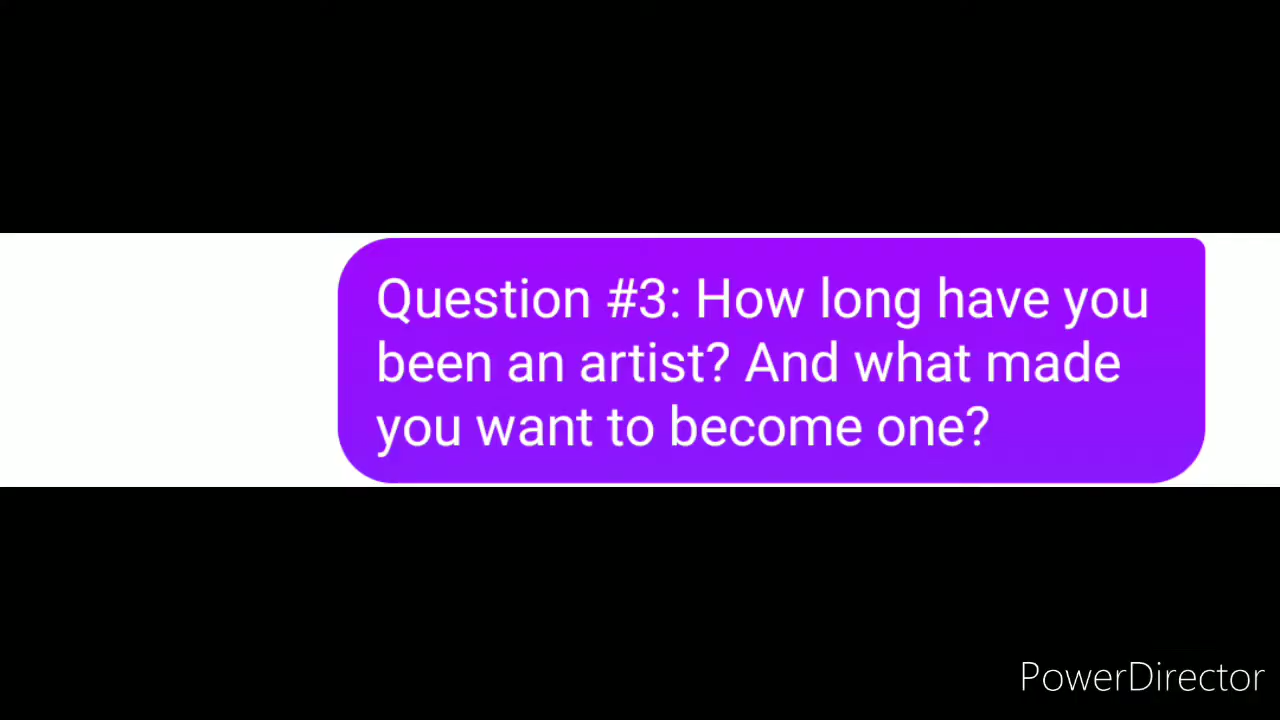 Question #3: How long have you
been an artist? And what made
you want to become one?
PowerDirector